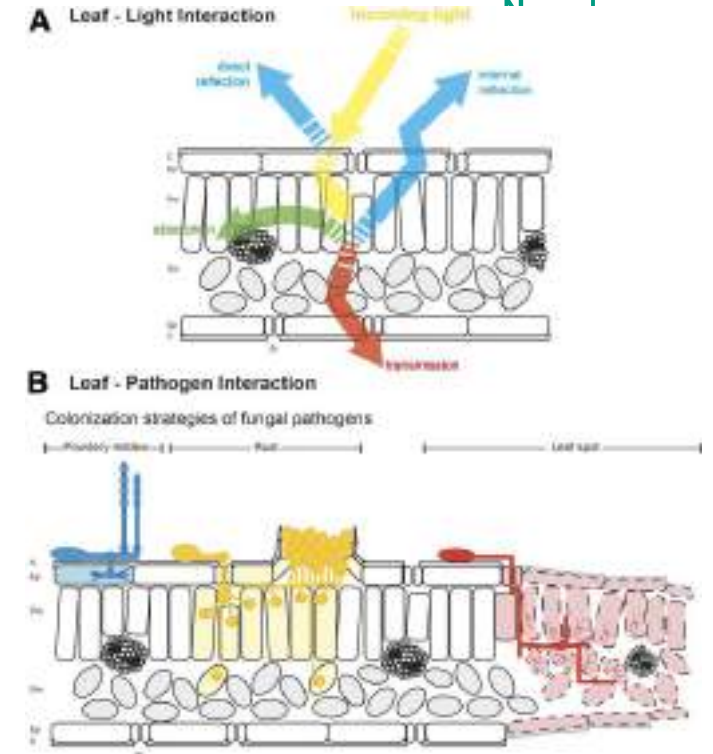 A Leaf - Light Interaction
incoming light
direct
reflection
internal
reflection
absorption
transmission
B Leaf - Pathogen Interaction
Colonization strategies of fungal pathogens
Powdery mildew
Rust
Leaf spot